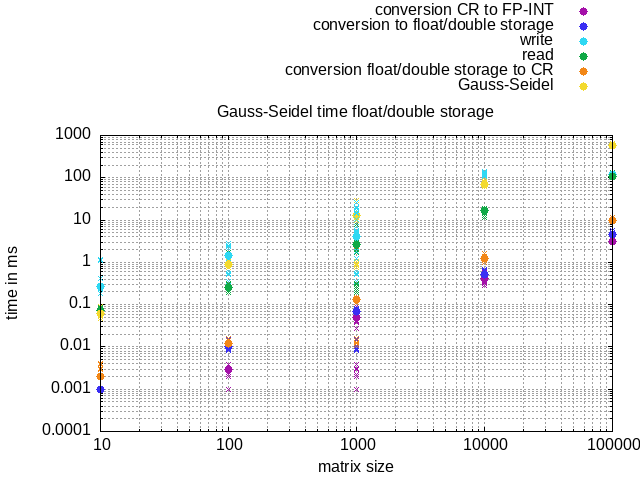 conversion CR to FP-INT
conversion to float/double storage
write
read
conversion float/double storage to CR
Gauss-Seidel
Gauss-Seidel time float/double storage
1000
100
10
1
0.1
0.01
0.001
0.0001
time in ms
10
100
1000
10000
100000
matrix size